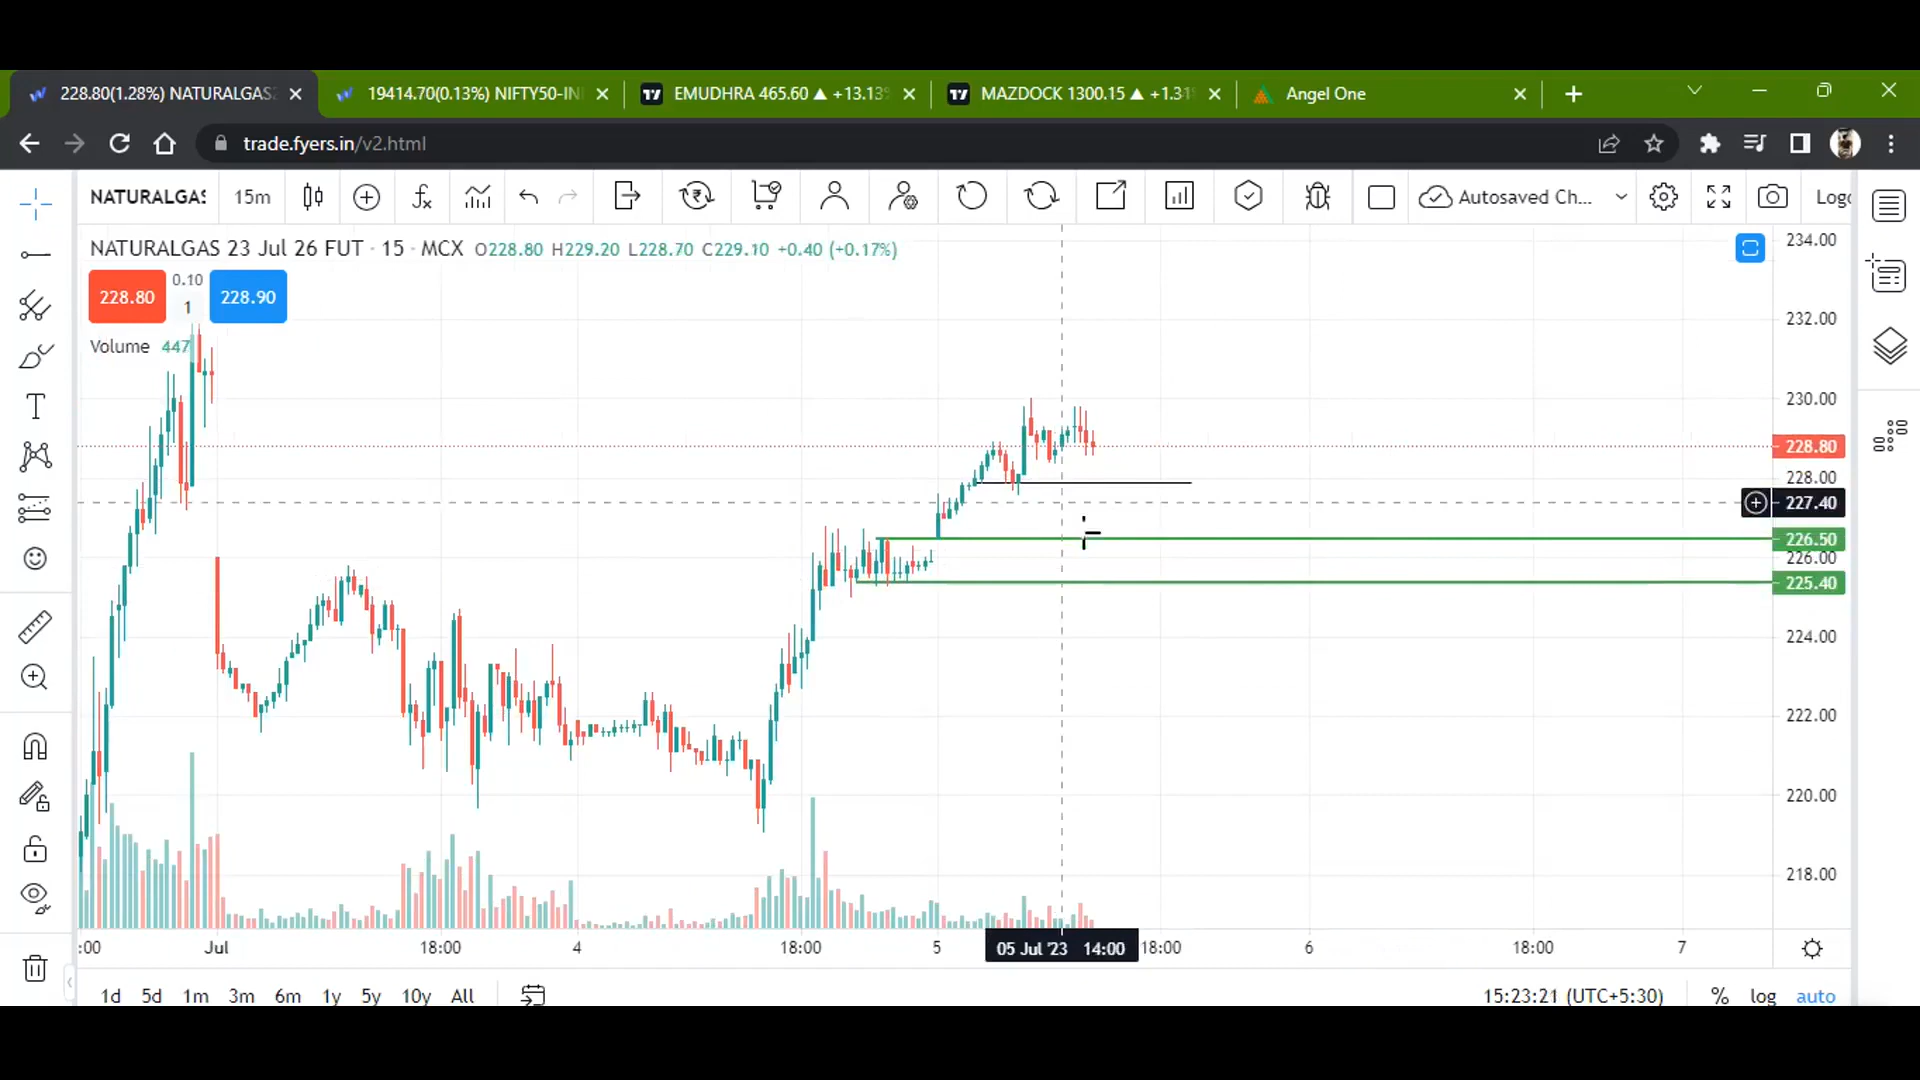 228.80(1.28%) NATURALGAS
19414.70(0.13%) NIFTY50-IN
EMUDHRA 465.60 ▲ +13.13%
MAZDOCK 1300.15 ▲ +1.31%
Angel One
trade.fyers.in/v2.html
NATURALGAS
15m
Autosaved Ch...
Log
NATURALGAS 23 Jul 26 FUT · 15 · MCX O228.80 H229.20 L228.70 C229.10 +0.40 (+0.17%)
228.80 0.10 1 228.90
Volume 447
234.00
232.00
230.00
228.80
228.00
227.40
226.50
226.00
225.40
224.00
222.00
220.00
218.00
:00 Jul 18:00 4 18:00 5 05 Jul '23 14:00 18:00 6 18:00 7
1d 5d 1m 3m 6m 1y 5y 10y All
15:23:21 (UTC+5:30) % log auto